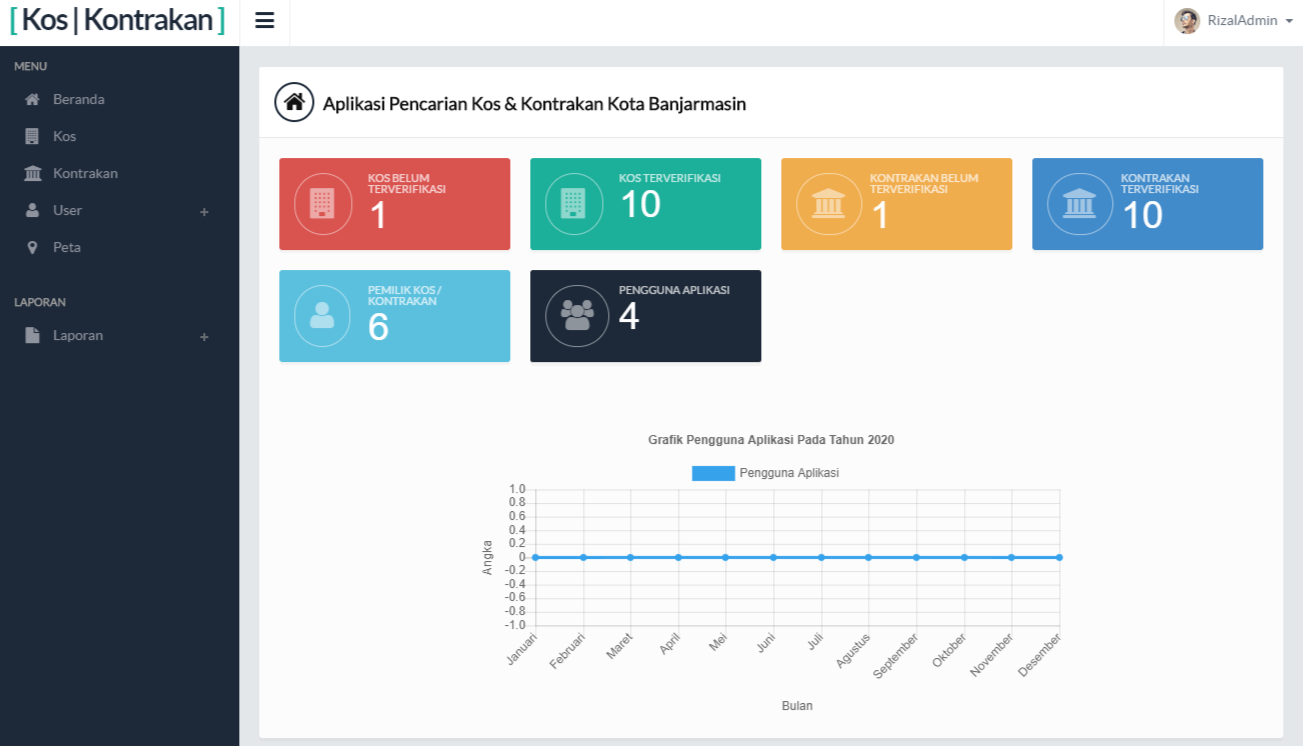 [ Kos | Kontrakan ]
RizalAdmin
MENU
Beranda
Kos
Kontrakan
User +
Peta
LAPORAN
Laporan +
Aplikasi Pencarian Kos & Kontrakan Kota Banjarmasin
KOS BELUM
TERVERIFIKASI
1
KOS TERVERIFIKASI
10
KONTRAKAN BELUM
TERVERIFIKASI
1
KONTRAKAN
TERVERIFIKASI
10
PEMILIK KOS /
KONTRAKAN
6
PENGGUNA APLIKASI
4
Grafik Pengguna Aplikasi Pada Tahun 2020
Pengguna Aplikasi
1.0
0.8
0.6
0.4
0.2
0
-0.2
-0.4
-0.6
-0.8
-1.0
Angka
Januari
Februari
Maret
April
Mei
Juni
Juli
Agustus
September
Oktober
November
Desember
Bulan